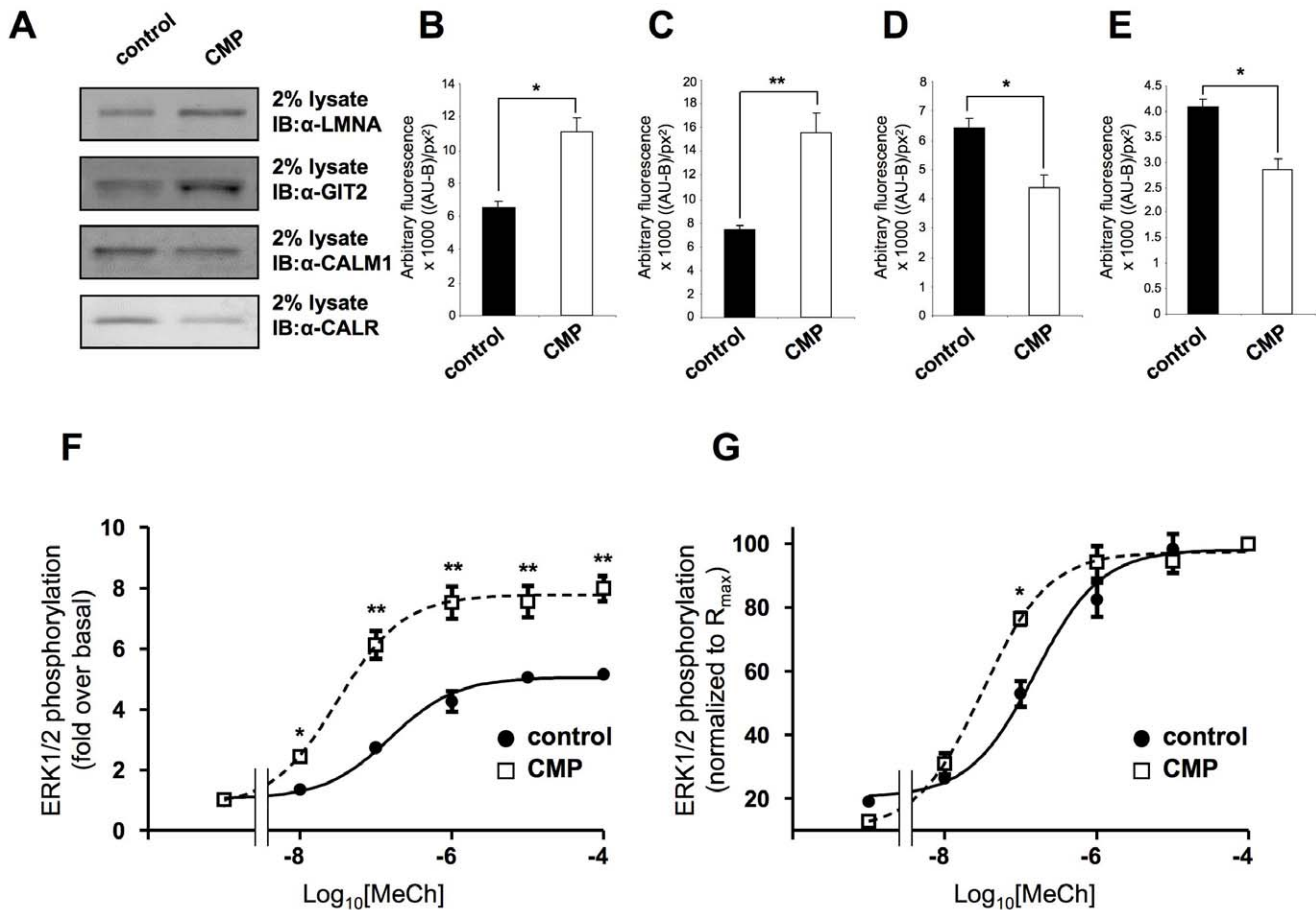 A
control
CMP
2% lysate
IB:α-LMNA
2% lysate
IB:α-GIT2
2% lysate
IB:α-CALM1
2% lysate
IB:α-CALR
B
Arbitrary fluorescence
x 1000 ((AU-B)/px²)
14
12
10
8
6
4
2
0
*
control
CMP
C
Arbitrary fluorescence
x 1000 ((AU-B)/px²)
20
18
16
14
12
10
8
6
4
2
0
**
control
CMP
D
Arbitrary fluorescence
x 1000 ((AU-B)/px²)
8
7
6
5
4
3
2
1
0
*
control
CMP
E
Arbitrary fluorescence
x 1000 ((AU-B)/px²)
4.5
4.0
3.5
3.0
2.5
2.0
1.5
1.0
0.5
0
*
control
CMP
F
ERK1/2 phosphorylation
(fold over basal)
10
8
6
4
2
0
* ** ** ** **
control
CMP
-8 -6 -4
Log₁₀[MeCh]
G
ERK1/2 phosphorylation
(normalized to Rmax)
100
80
60
40
20
*
control
CMP
-8 -6 -4
Log₁₀[MeCh]